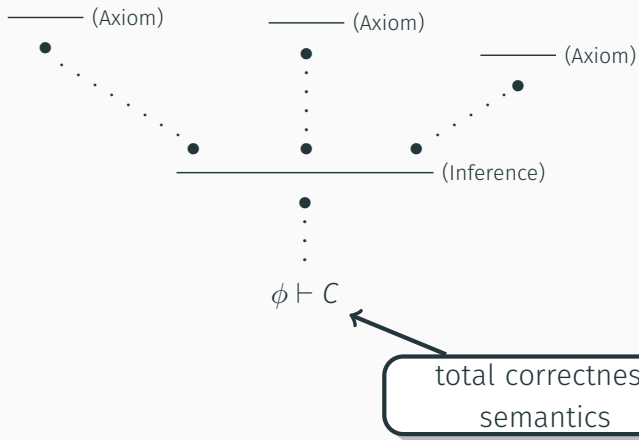 (Axiom)
(Axiom)
(Axiom)
(Inference)
ϕ ⊢ C
total correctnes
semantics